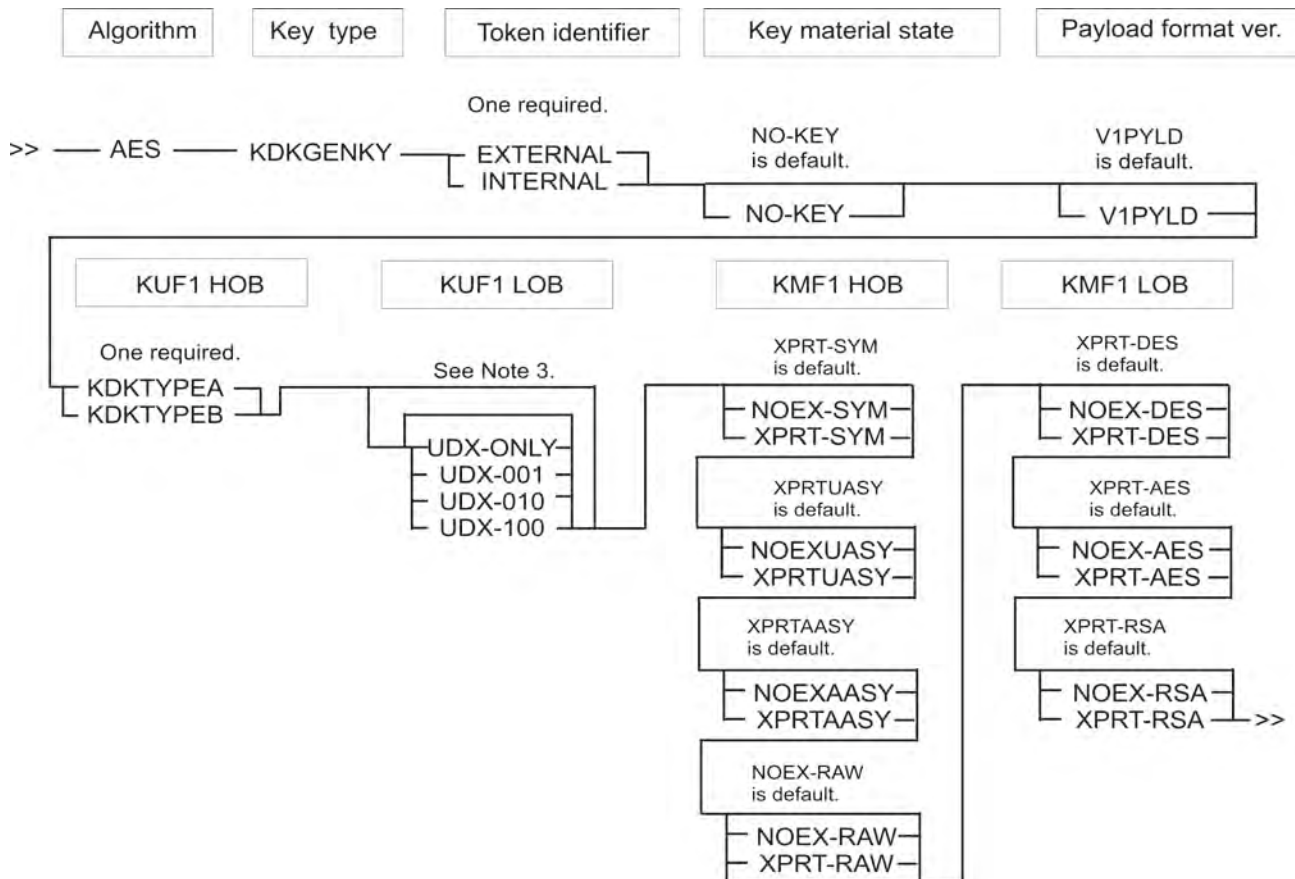 Algorithm Key type Token identifier Key material state Payload format ver.
One required.
NO-KEY
is default.
V1PYLD
is default.
>> AES KDKGENKY EXTERNAL
INTERNAL
NO-KEY
V1PYLD
KUF1 HOB KUF1 LOB KMF1 HOB KMF1 LOB
One required.
KDKTYPEA
KDKTYPEB
See Note 3.
UDX-ONLY
UDX-001
UDX-010
UDX-100
XPRT-SYM
is default.
NOEX-SYM
XPRT-SYM
XPRTUASY
is default.
NOEXUASY
XPRTUASY
XPRTAASY
is default.
NOEXAASY
XPRTAASY
NOEX-RAW
is default.
NOEX-RAW
XPRT-RAW
XPRT-DES
is default.
NOEX-DES
XPRT-DES
XPRT-AES
is default.
NOEX-AES
XPRT-AES
XPRT-RSA
is default.
NOEX-RSA
XPRT-RSA >>